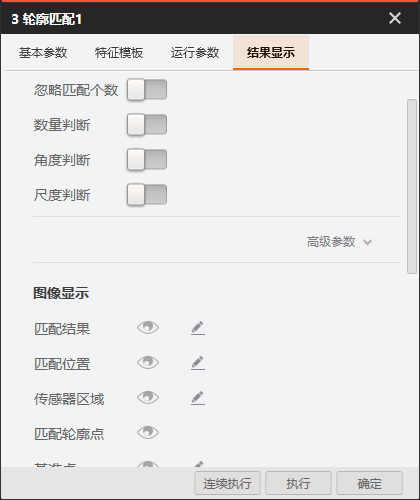 3 轮廓匹配1
基本参数 特征模板 运行参数 结果显示
忽略匹配个数
数量判断
角度判断
尺度判断
高级参数
图像显示
匹配结果
匹配位置
传感器区域
匹配轮廓点
基准点
连续执行 执行 确定